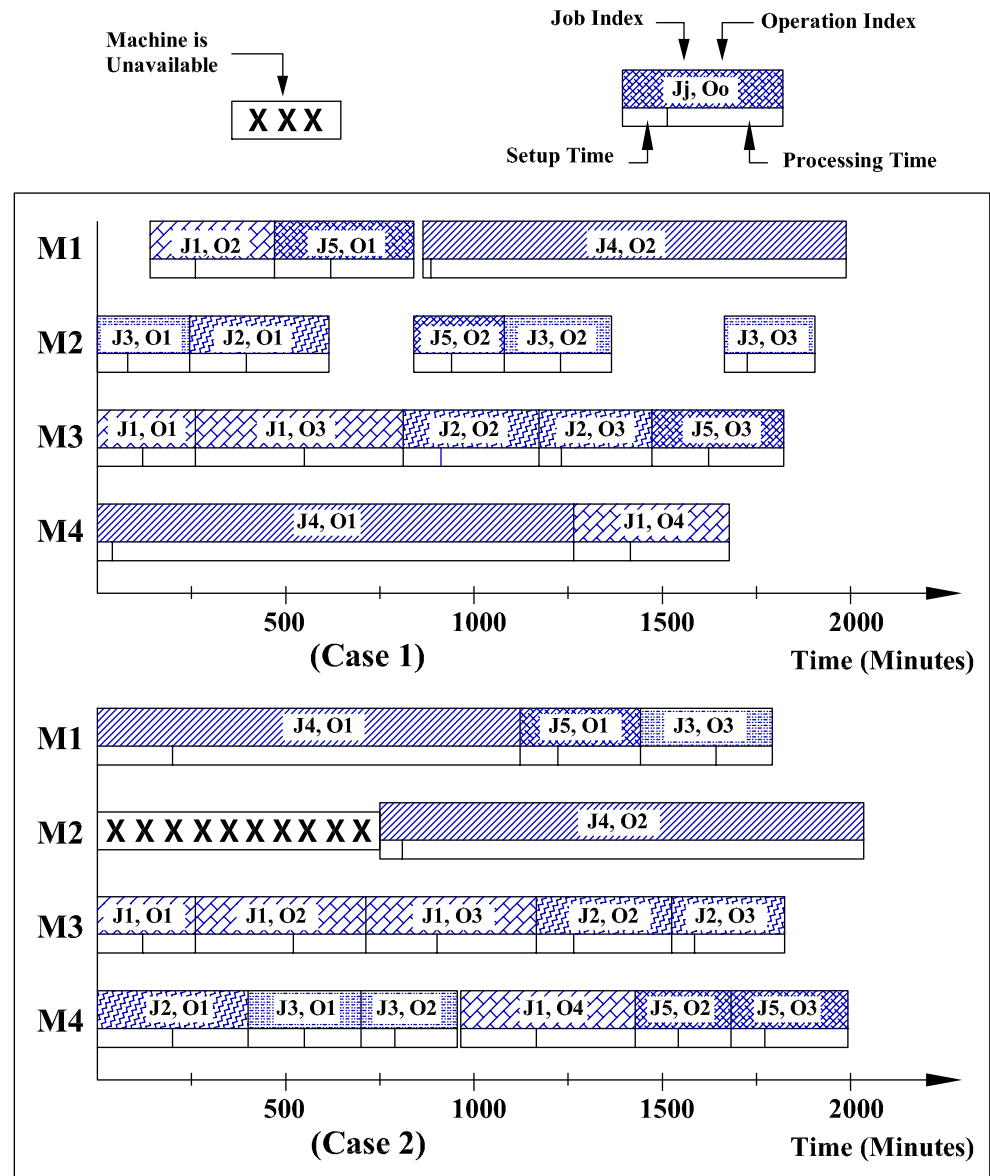 Job Index
Operation Index
Machine is
Unavailable
X X X
Jj, Oo
Setup Time
Processing Time
M1
J1, O2
J5, O1
J4, O2
M2
J3, O1
J2, O1
J5, O2
J3, O2
J3, O3
M3
J1, O1
J1, O3
J2, O2
J2, O3
J5, O3
M4
J4, O1
J1, O4
500
1000
1500
2000
(Case 1)
Time (Minutes)
M1
J4, O1
J5, O1
J3, O3
M2
X X X X X X X X X X
J4, O2
M3
J1, O1
J1, O2
J1, O3
J2, O2
J2, O3
M4
J2, O1
J3, O1
J3, O2
J1, O4
J5, O2
J5, O3
500
1000
1500
2000
(Case 2)
Time (Minutes)